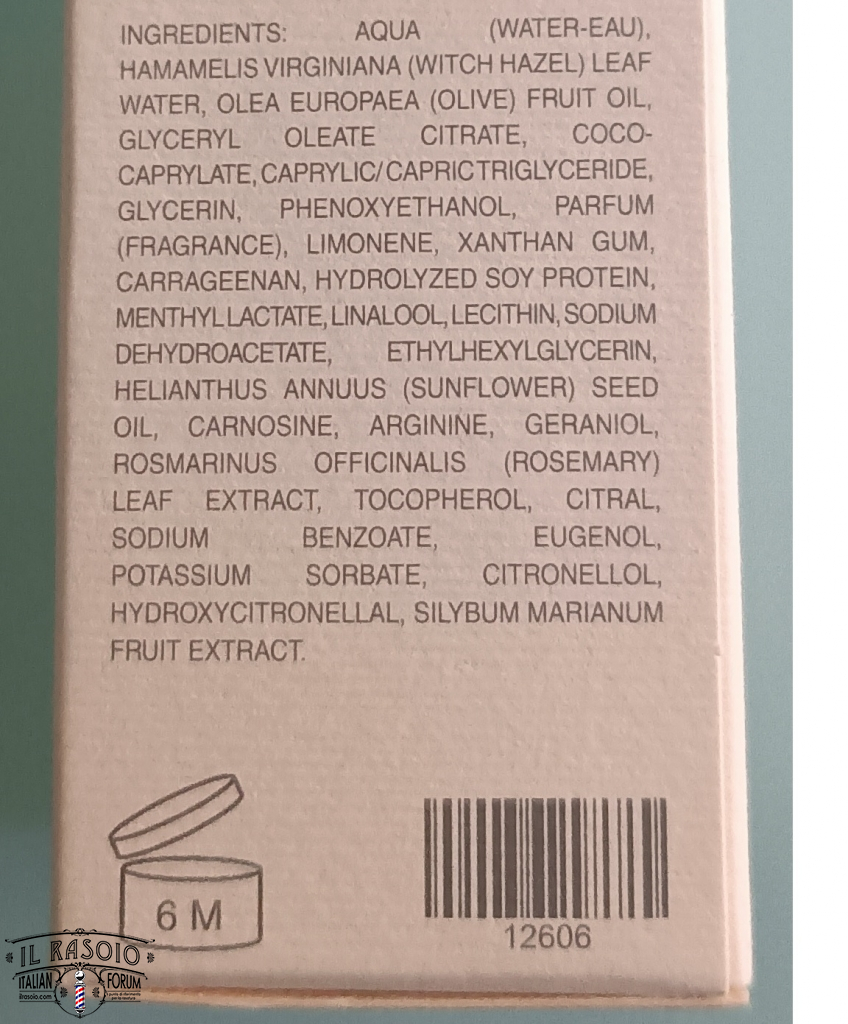 INGREDIENTS: AQUA (WATER-EAU),
HAMAMELIS VIRGINIANA (WITCH HAZEL) LEAF
WATER, OLEA EUROPAEA (OLIVE) FRUIT OIL,
GLYCERYL OLEATE CITRATE, COCO-
CAPRYLATE, CAPRYLIC/CAPRIC TRIGLYCERIDE,
GLYCERIN, PHENOXYETHANOL, PARFUM
(FRAGRANCE), LIMONENE, XANTHAN GUM,
CARRAGEENAN, HYDROLYZED SOY PROTEIN,
MENTHYL LACTATE, LINALOOL, LECITHIN, SODIUM
DEHYDROACETATE, ETHYLHEXYLGLYCERIN,
HELIANTHUS ANNUUS (SUNFLOWER) SEED
OIL, CARNOSINE, ARGININE, GERANIOL,
ROSMARINUS OFFICINALIS (ROSEMARY)
LEAF EXTRACT, TOCOPHEROL, CITRAL,
SODIUM BENZOATE, EUGENOL,
POTASSIUM SORBATE, CITRONELLOL,
HYDROXYCITRONELLAL, SILYBUM MARIANUM
FRUIT EXTRACT.
6 M
12606
IL RASOIO
ITALIAN FORUM
ilrasoio.com